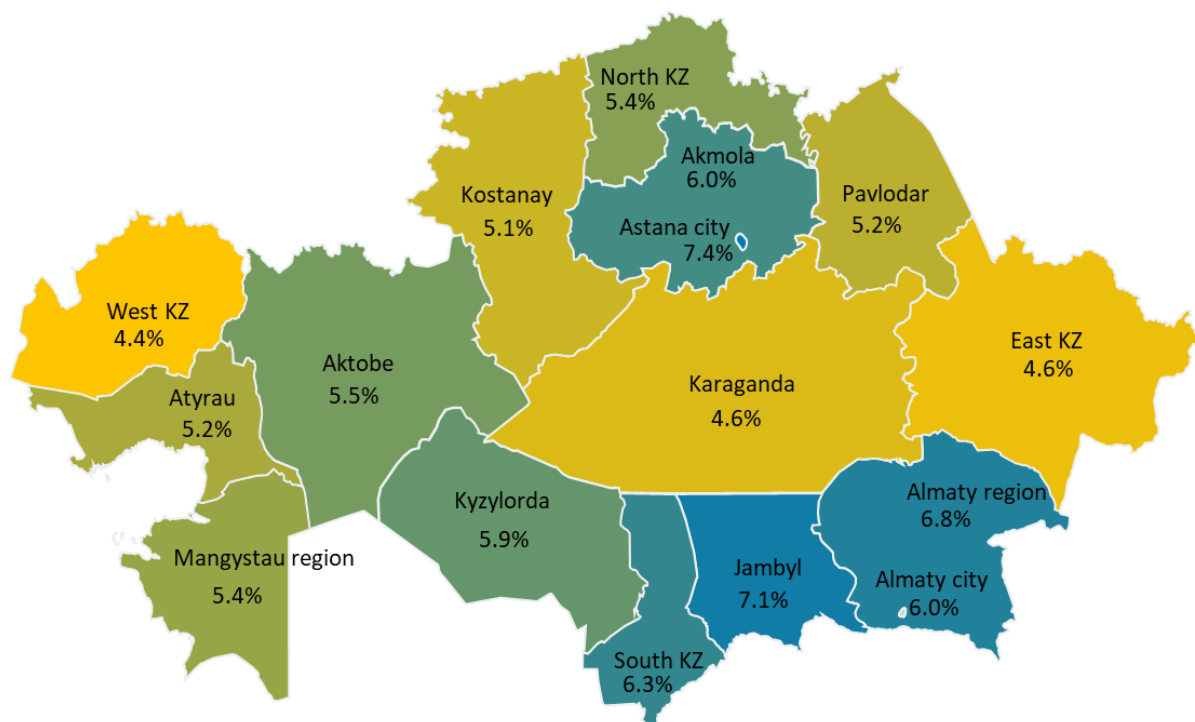 North KZ
5.4%
Akmola
6.0%
Kostanay
5.1%
Pavlodar
5.2%
Astana city
7.4%
West KZ
4.4%
East KZ
4.6%
Aktobe
5.5%
Karaganda
4.6%
Atyrau
5.2%
Kyzylorda
5.9%
Almaty region
6.8%
Mangystau region
5.4%
Jambyl
7.1%
Almaty city
6.0%
South KZ
6.3%